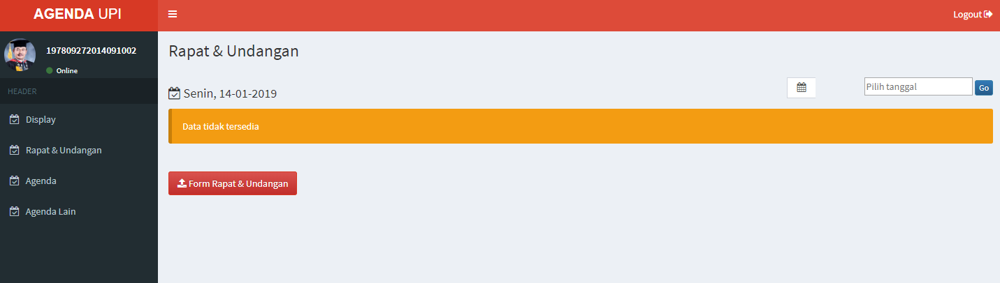 AGENDA UPI
Logout
197809272014091002
Online
HEADER
Display
Rapat & Undangan
Agenda
Agenda Lain
Rapat & Undangan
Senin, 14-01-2019
Pilih tanggal
Go
Data tidak tersedia
Form Rapat & Undangan